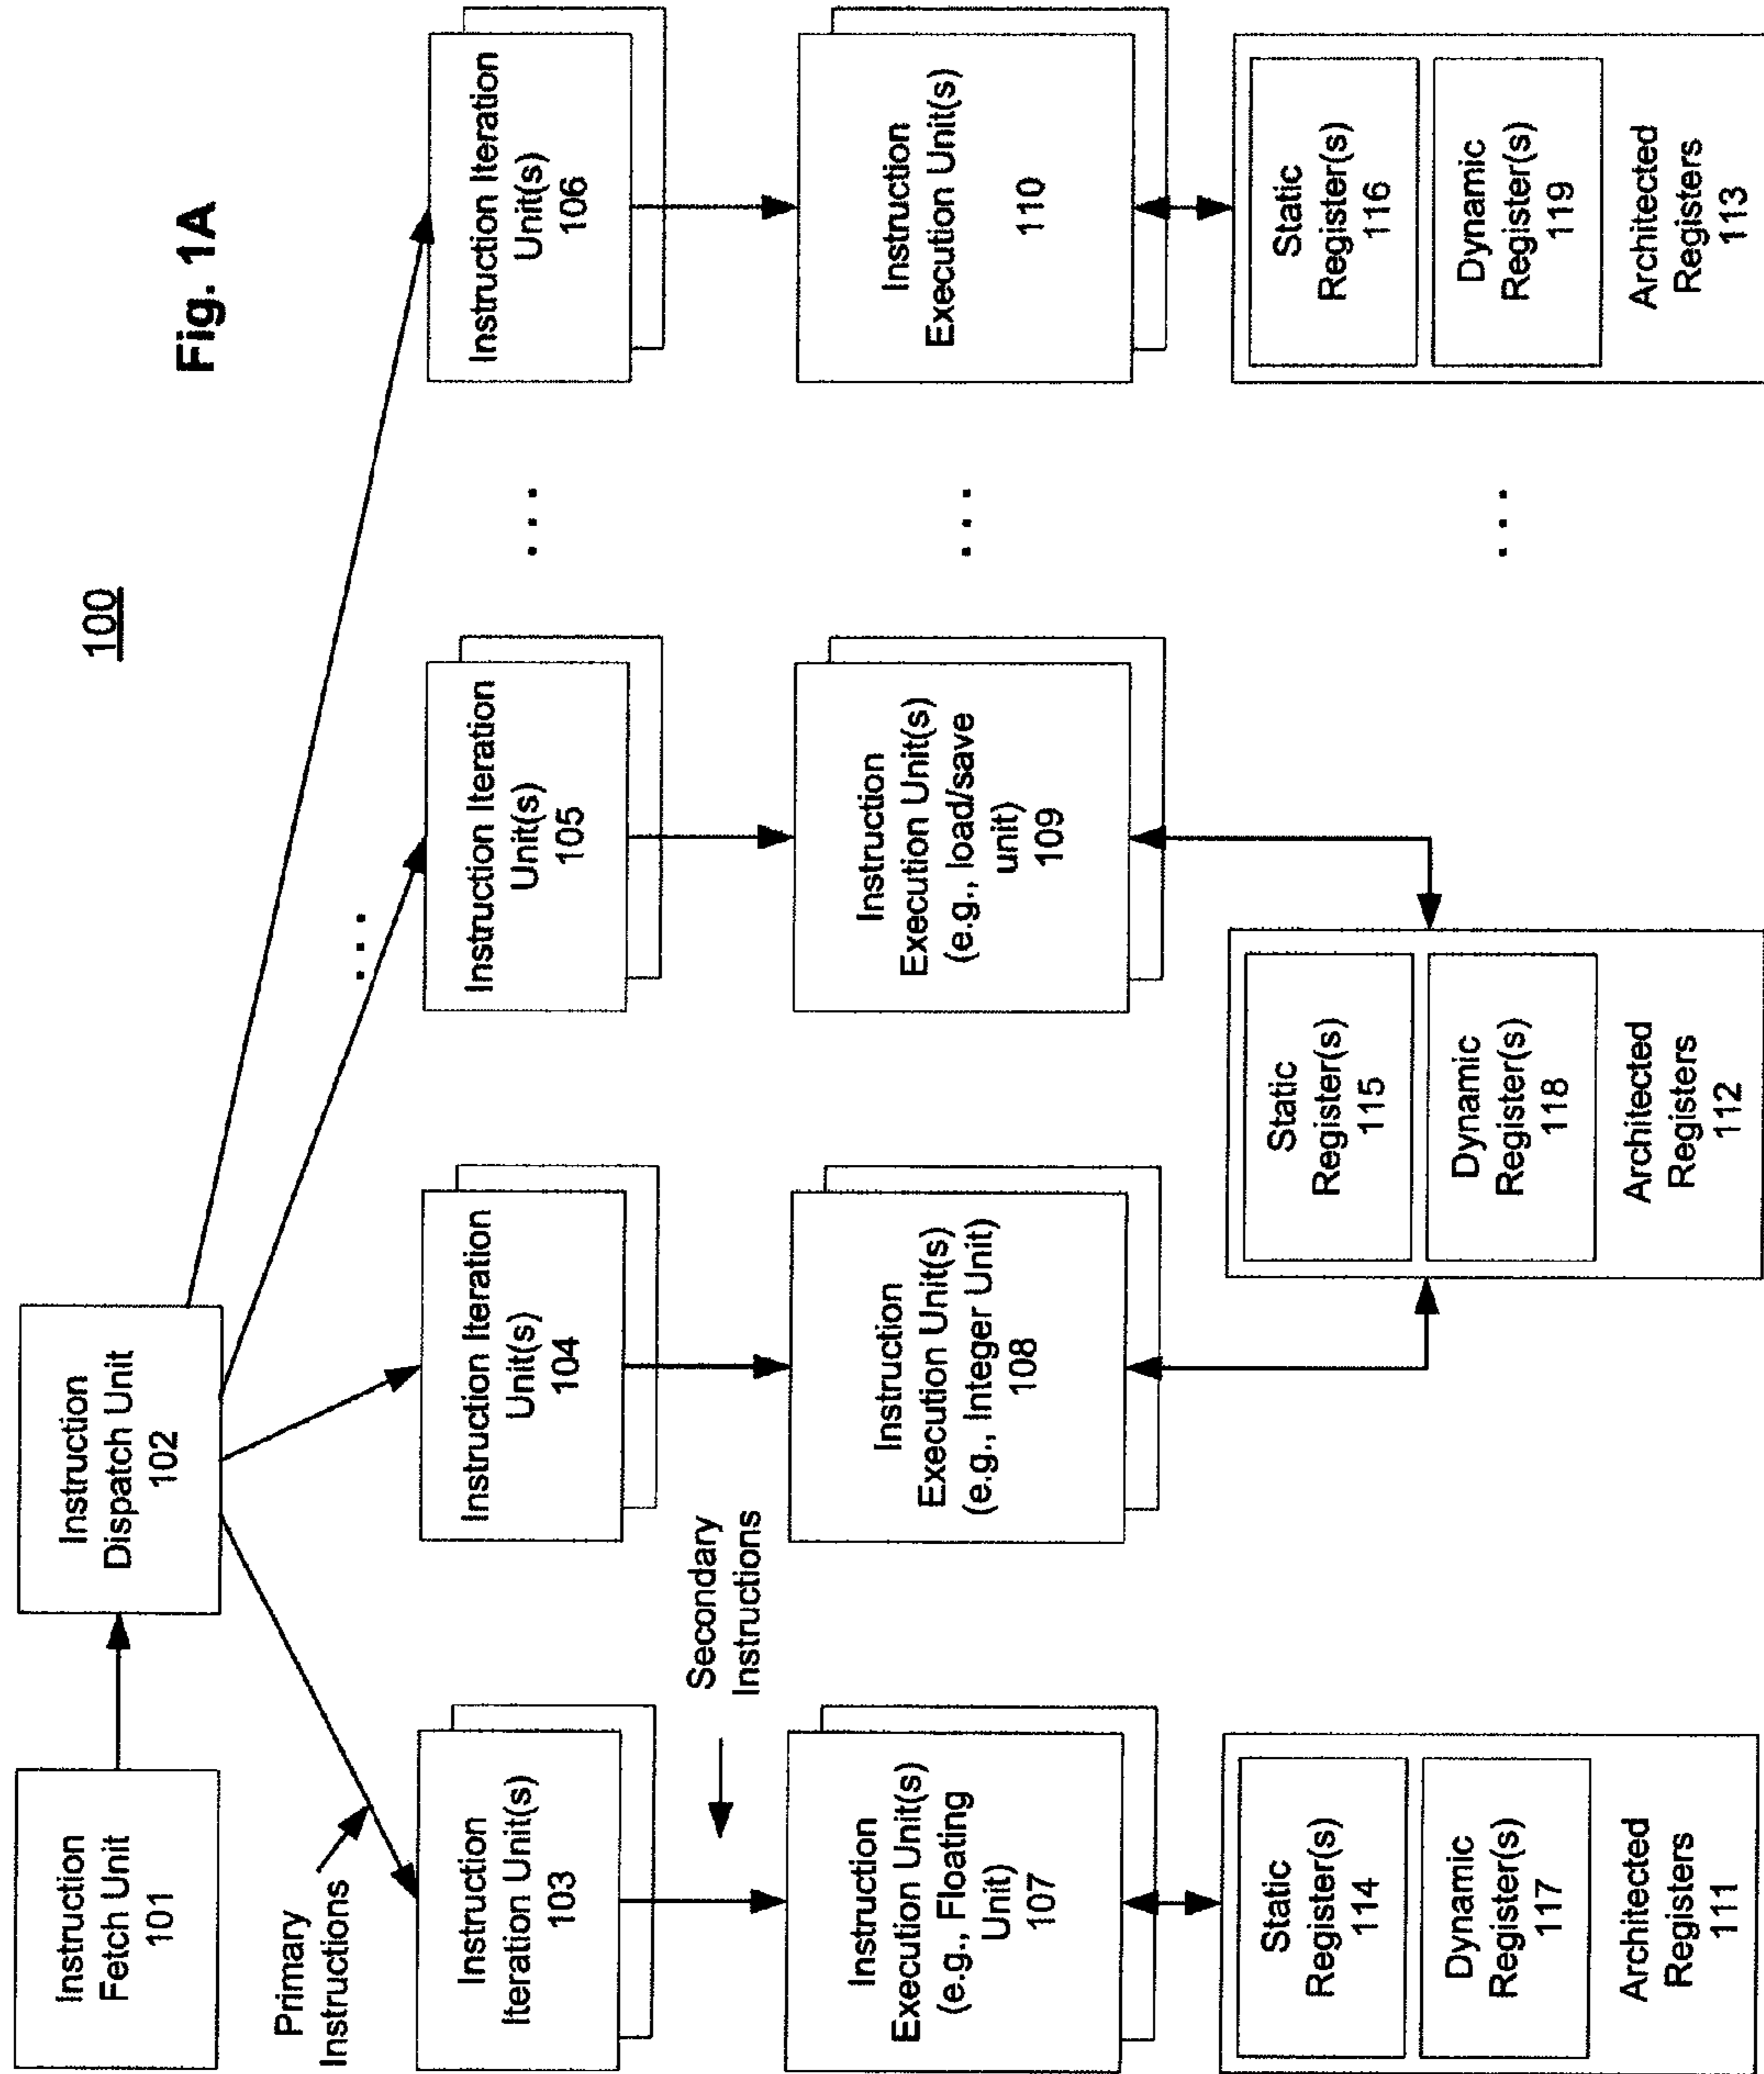 100
Fig. 1A
Instruction
Fetch Unit
101
Instruction
Dispatch Unit
102
Primary
Instructions
Instruction
Iteration Unit(s)
103
Instruction Iteration
Unit(s)
104
. . .
Instruction Iteration
Unit(s)
105
. . .
Instruction Iteration
Unit(s)
106
Secondary
Instructions
Instruction
Execution Unit(s)
(e.g., Floating
Unit)
107
Instruction
Execution Unit(s)
(e.g., Integer Unit)
108
Instruction
Execution Unit(s)
(e.g., load/save
unit)
109
. . .
Instruction
Execution Unit(s)
110
Static
Register(s)
114
Dynamic
Register(s)
117
Architected
Registers
111
Static
Register(s)
115
Dynamic
Register(s)
118
Architected
Registers
112
. . .
Static
Register(s)
116
Dynamic
Register(s)
119
Architected
Registers
113